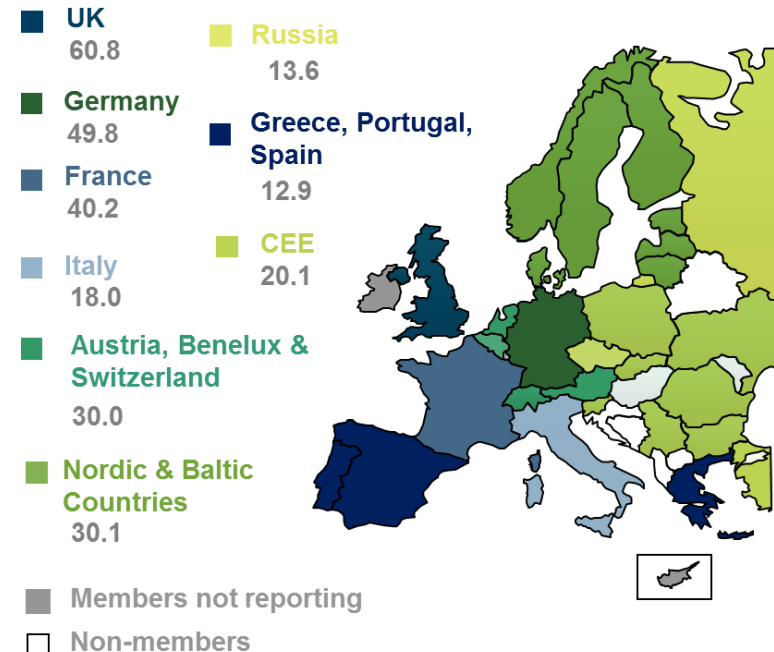 UK
60.8
Germany
49.8
France
40.2
Italy
18.0
Austria, Benelux &
Switzerland
30.0
Nordic & Baltic
Countries
30.1
Russia
13.6
Greece, Portugal,
Spain
12.9
CEE
20.1
Members not reporting
Non-members